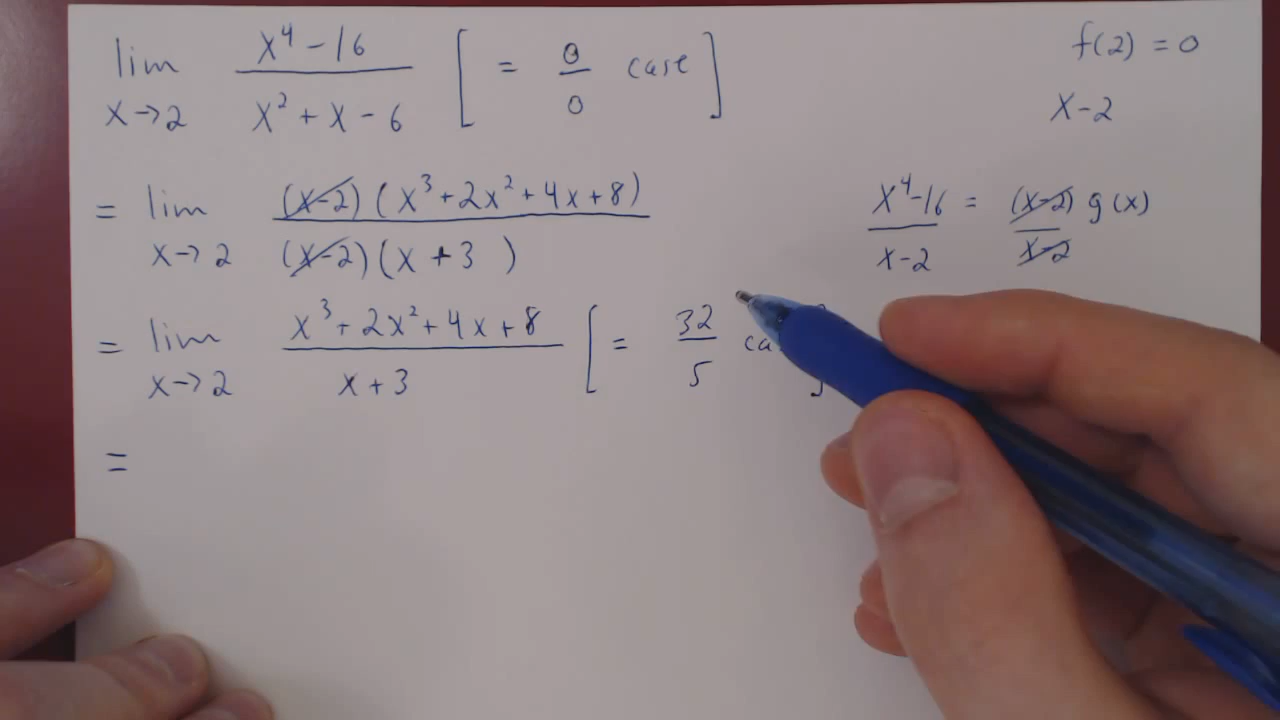 lim x→2 (x⁴ - 16)/(x² + x - 6) [ = 0/0 case ]
f(2) = 0
x - 2
= lim x→2 (x-2)(x³ + 2x² + 4x + 8)/(x-2)(x + 3)
(x⁴ - 16)/(x - 2) = (x-2) g(x)/(x-2)
= lim x→2 (x³ + 2x² + 4x + 8)/(x + 3) [ = 32/5
=